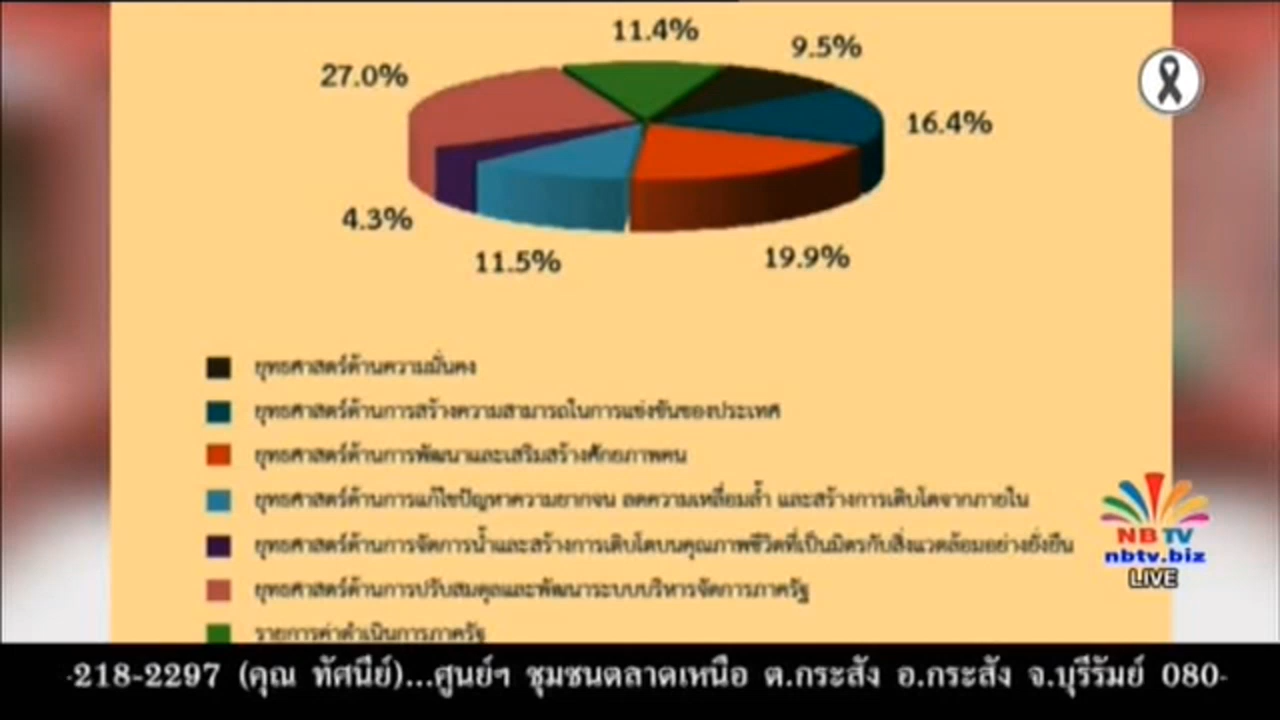 11.4%
9.5%
27.0%
16.4%
4.3%
11.5%
19.9%
ยุทธศาสตร์ด้านความมั่นคง
ยุทธศาสตร์ด้านการสร้างความสามารถในการแข่งขันของประเทศ
ยุทธศาสตร์ด้านการพัฒนาและเสริมสร้างศักยภาพคน
ยุทธศาสตร์ด้านการแก้ไขปัญหาความยากจน ลดความเหลื่อมล้ำ และสร้างการเติบโตจากภายใน
ยุทธศาสตร์ด้านการจัดการน้ำและสร้างการเติบโตบนคุณภาพชีวิตที่เป็นมิตรกับสิ่งแวดล้อมอย่างยั่งยืน
ยุทธศาสตร์ด้านการปรับสมดุลและพัฒนาระบบบริหารจัดการภาครัฐ
รายการค่าดำเนินการภาครัฐ
NBTV
nbtv.biz
LIVE
-218-2297 (คุณ ทัศนีย์)...ศูนย์ฯ ชุมชนตลาดเหนือ ต.กระสัง อ.กระสัง จ.บุรีรัมย์ 080-